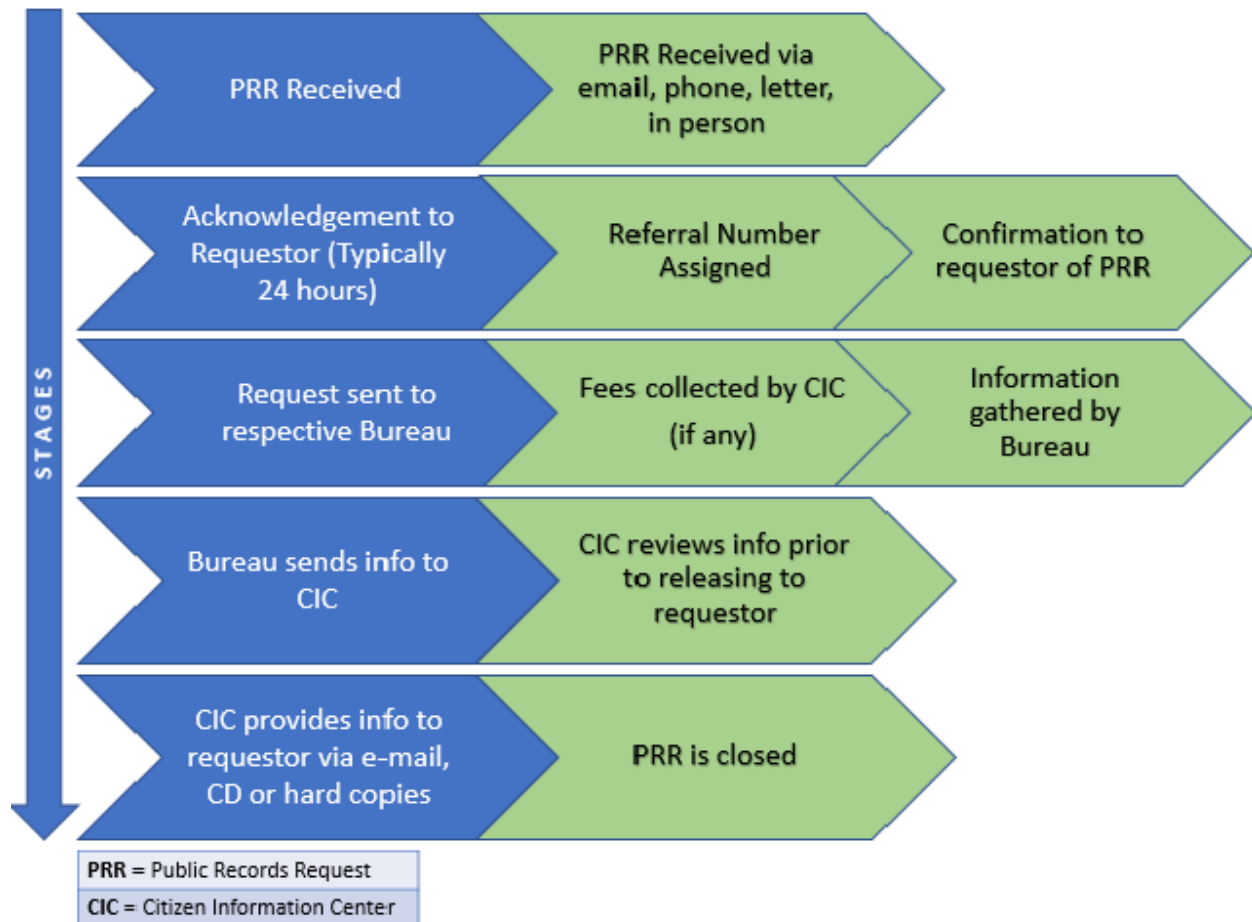 STAGES
PRR Received
PRR Received via
email, phone, letter,
in person
Acknowledgement to
Requestor (Typically
24 hours)
Referral Number
Assigned
Confirmation to
requestor of PRR
Request sent to
respective Bureau
Fees collected by CIC
(if any)
Information
gathered by
Bureau
Bureau sends info to
CIC
CIC reviews info prior
to releasing to
requestor
CIC provides info to
requestor via e-mail,
CD or hard copies
PRR is closed
PRR = Public Records Request
CIC = Citizen Information Center